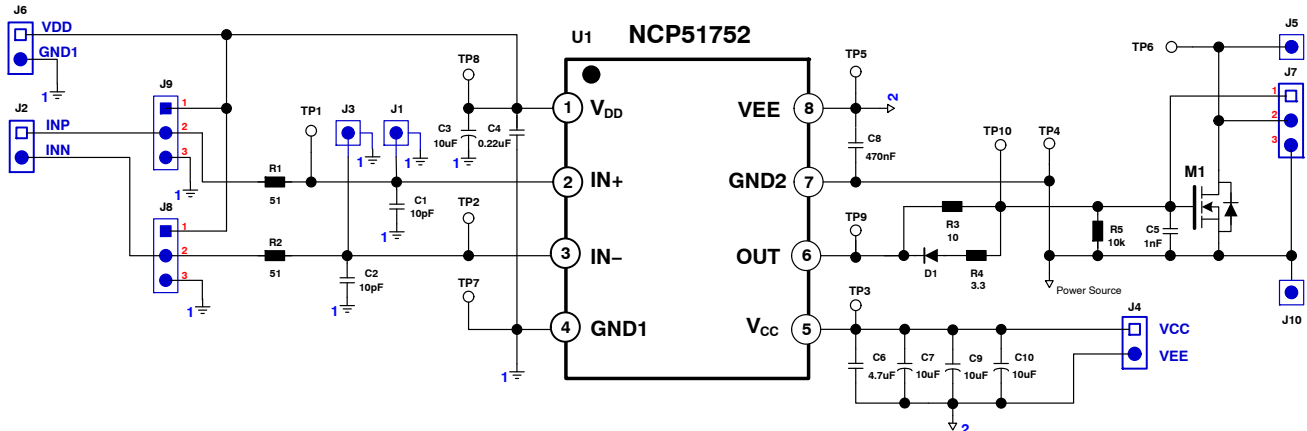 J6
VDD
GND1
1
J2
INP
INN
J9
1
2
3
1
J8
1
2
3
1
R1
51
R2
51
TP1
J3
1
J1
1
C1
10pF
1
C2
10pF
1
TP8
C3
10uF
1
C4
0.22uF
TP2
TP7
1
U1
NCP51752
1
VDD
2
IN+
3
IN–
4
GND1
VEE
8
GND2
7
OUT
6
VCC
5
TP5
2
C8
470nF
TP9
R3
10
D1
R4
3.3
TP10
TP4
R5
10k
C5
1nF
M1
Power Source
TP6
J5
J7
1
2
3
J10
TP3
C6
4.7uF
C7
10uF
C9
10uF
C10
10uF
2
J4
VCC
VEE